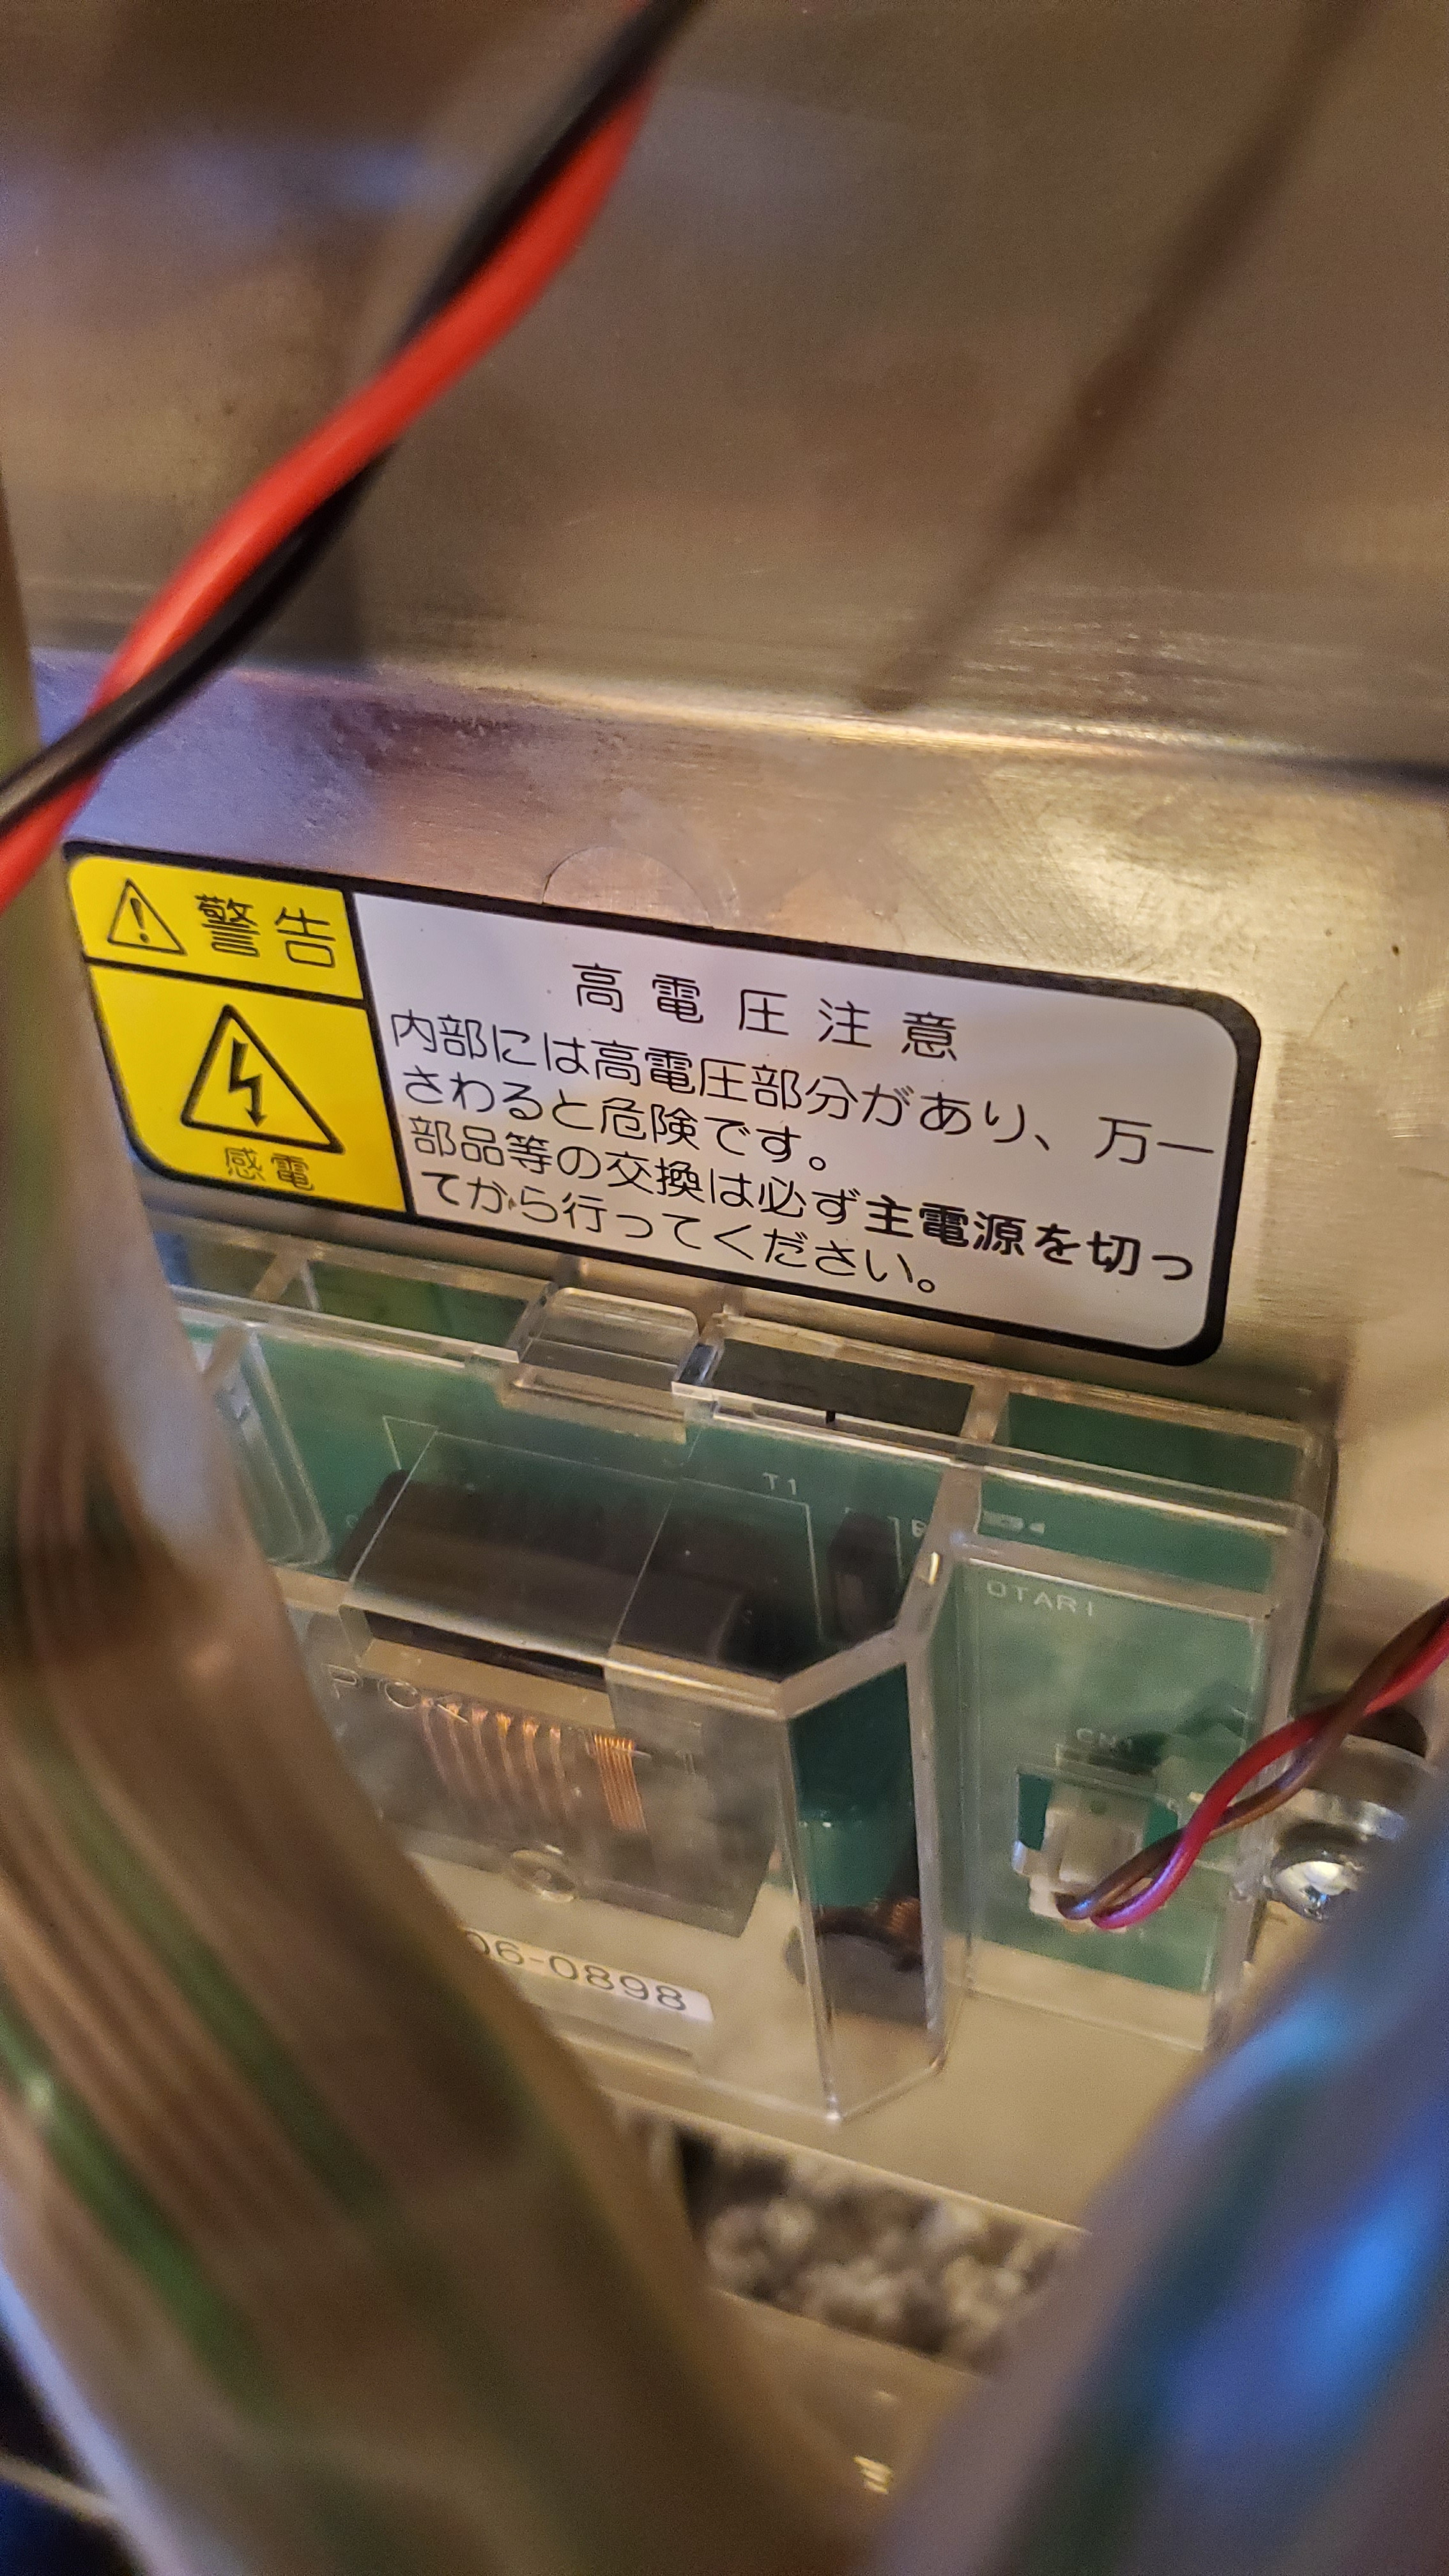 警告
感電
高電圧注意
内部には高電圧部分があり、万一
さわると危険です。
部品等の交換は必ず主電源を切っ
てから行ってください。
T1
OTARI
CN1
06-0898